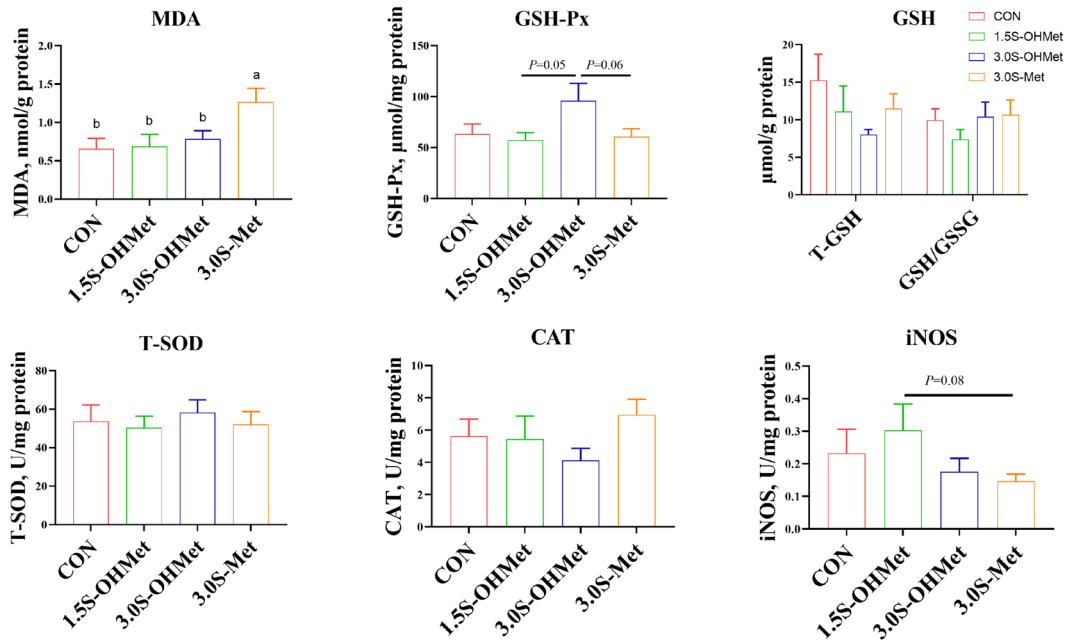 MDA
MDA, nmol/g protein
2.0
1.5
1.0
0.5
0.0
b
b
b
a
CON
1.5S-OHMet
3.0S-OHMet
3.0S-Met
GSH-Px
GSH-Px, μmol/mg protein
150
100
50
0
P=0.05
P=0.06
CON
1.5S-OHMet
3.0S-OHMet
3.0S-Met
GSH
μmol/g protein
20
15
10
5
0
CON
1.5S-OHMet
3.0S-OHMet
3.0S-Met
T-GSH
GSH/GSSG
T-SOD
T-SOD, U/mg protein
80
60
40
20
0
CON
1.5S-OHMet
3.0S-OHMet
3.0S-Met
CAT
CAT, U/mg protein
10
8
6
4
2
0
CON
1.5S-OHMet
3.0S-OHMet
3.0S-Met
iNOS
iNOS, U/mg protein
0.5
0.4
0.3
0.2
0.1
0.0
P=0.08
CON
1.5S-OHMet
3.0S-OHMet
3.0S-Met